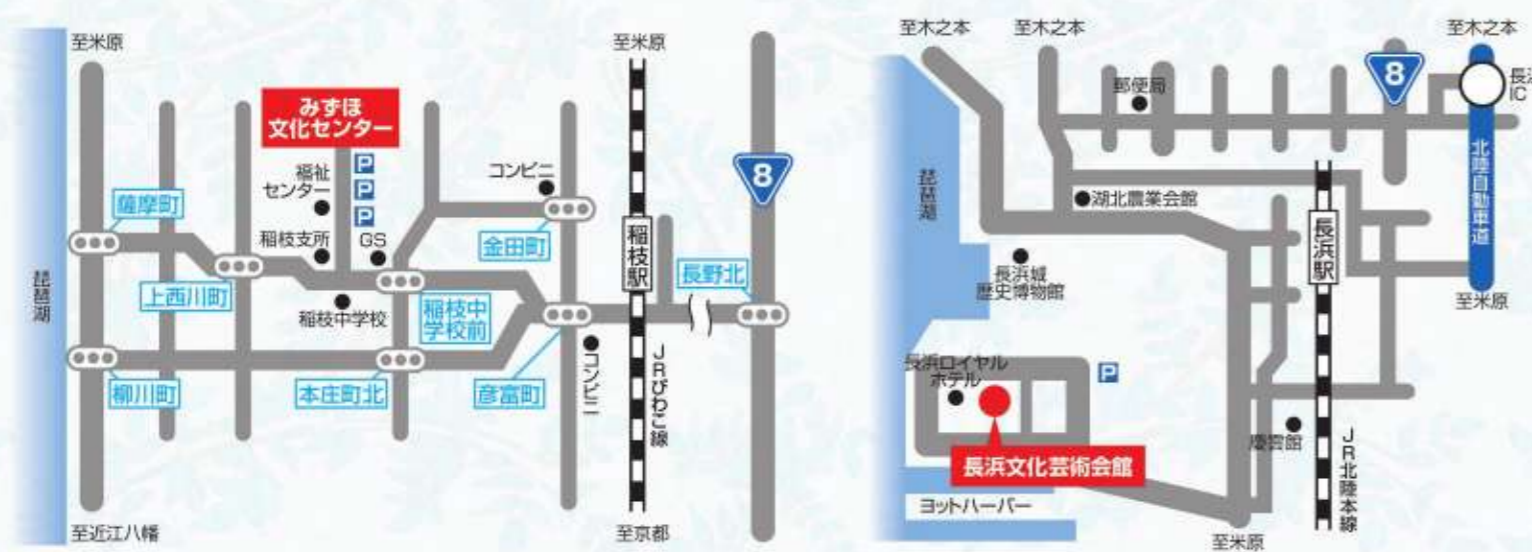 至米原
至米原
みずほ
文化センター
P
P
P
福祉
センター
コンビニ
8
薩摩町
稲枝支所
GS
金田町
稲枝駅
長野北
琵琶湖
上西川町
稲枝中学校
稲枝中
学校前
柳川町
本庄町北
彦富町
コンビニ
JRびわこ線
至近江八幡
至京都
至木之本
至木之本
至木之本
8
長浜
IC
郵便局
北陸自動車道
琵琶湖
湖北農業会館
長浜駅
長浜城
歴史博物館
至米原
長浜ロイヤル
ホテル
P
慶雲館
長浜文化芸術会館
JR北陸本線
ヨットハーバー
至米原